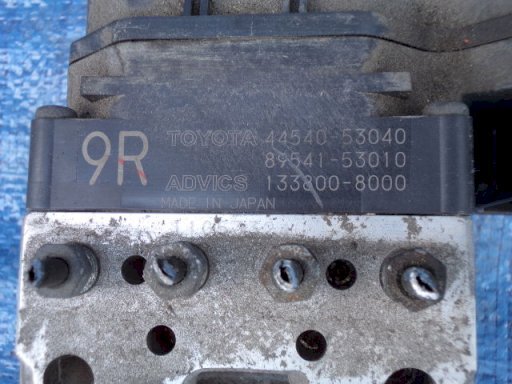 9R
TOYOTA 44540-53040
89541-53010
ADVICS 133800-8000
MADE IN JAPAN